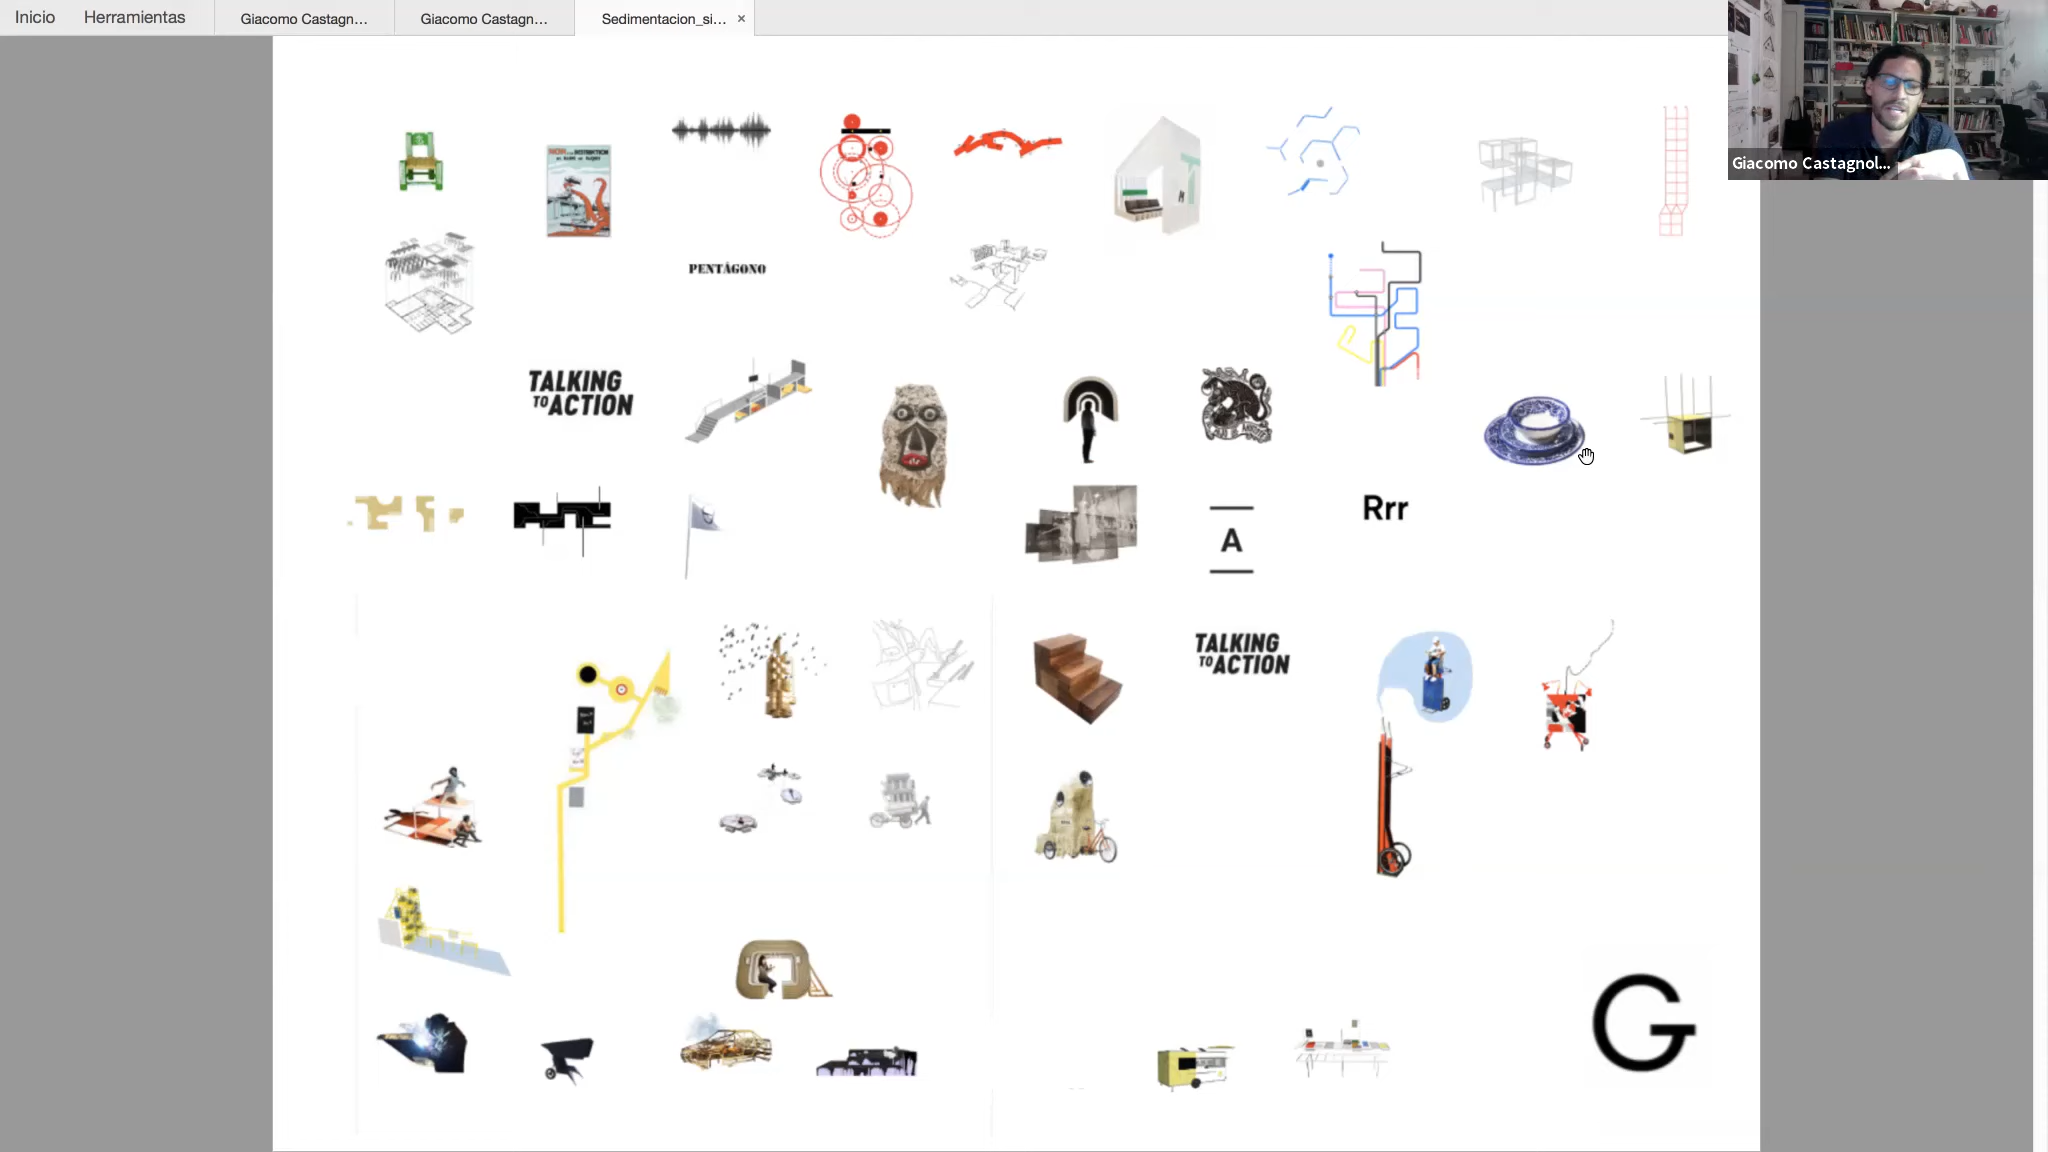 Inicio
Herramientas
Giacomo Castagn...
Giacomo Castagn...
Sedimentacion_si...
×
Giacomo Castagnol...
PENTÁGONO
TALKING
TO ACTION
A
Rrr
TALKING
TO ACTION
G